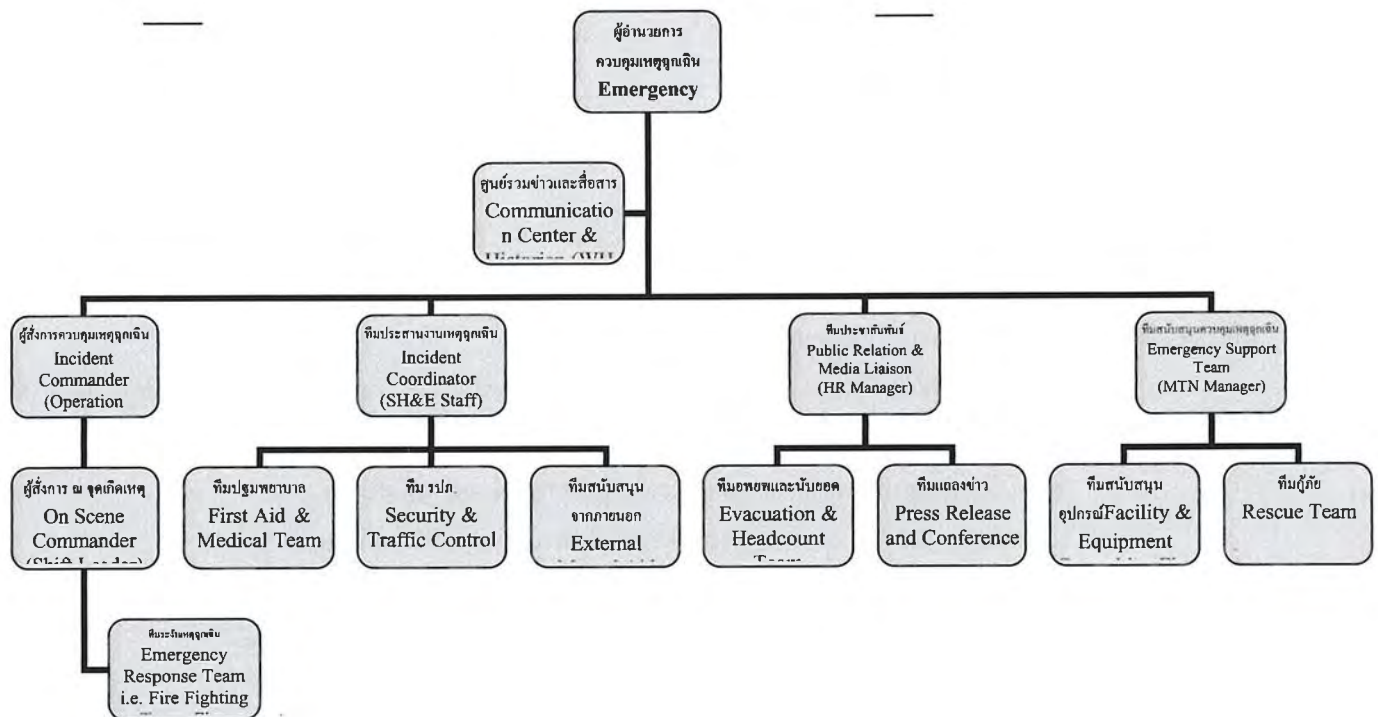 ผู้อำนวยการ
ควบคุมเหตุฉุกเฉิน
Emergency
ศูนย์รวมข่าวและสื่อสาร
Communicatio
n Center &
ผู้สั่งการควบคุมเหตุฉุกเฉิน
Incident
Commander
(Operation
ทีมประสานงานเหตุฉุกเฉิน
Incident
Coordinator
(SH&E Staff)
ทีมประชาสัมพันธ์
Public Relation &
Media Liaison
(HR Manager)
ทีมสนับสนุนควบคุมเหตุฉุกเฉิน
Emergency Support
Team
(MTN Manager)
ผู้สั่งการ ณ จุดเกิดเหตุ
On Scene
Commander
(Shift Leader)
ทีมปฐมพยาบาล
First Aid &
Medical Team
ทีม รปภ.
Security &
Traffic Control
ทีมสนับสนุน
จากภายนอก
External
ทีมอพยพและนับยอด
Evacuation &
Headcount
Team
ทีมแถลงข่าว
Press Release
and Conference
ทีมสนับสนุน
อุปกรณ์Facility &
Equipment
ทีมกู้ภัย
Rescue Team
ทีมระงับเหตุฉุกเฉิน
Emergency
Response Team
i.e. Fire Fighting